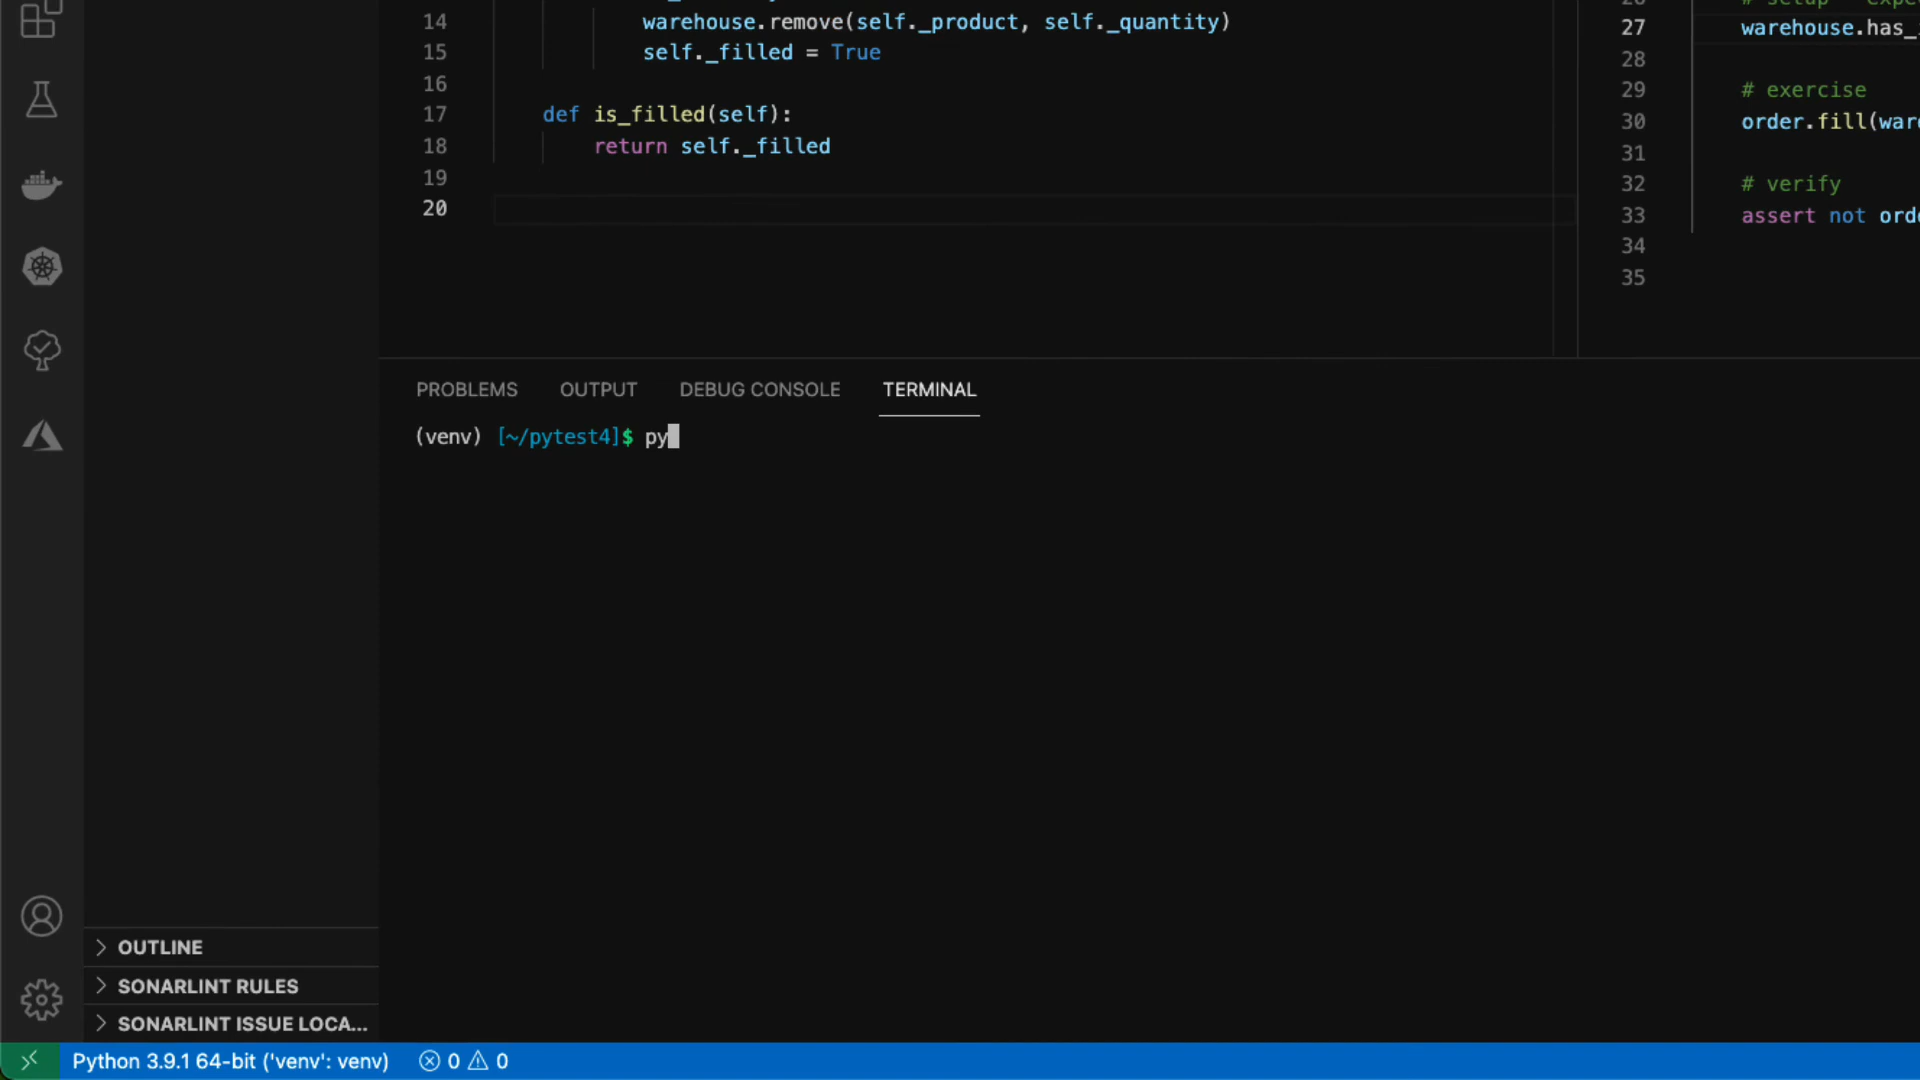 14 warehouse.remove(self._product, self._quantity)
15 self._filled = True
16
17 def is_filled(self):
18 return self._filled
19
20
27 warehouse.has_
28
29 # exercise
30 order.fill(ware
31
32 # verify
33 assert not orde
34
35
PROBLEMS OUTPUT DEBUG CONSOLE TERMINAL
(venv) [~/pytest4]$ py
OUTLINE
SONARLINT RULES
SONARLINT ISSUE LOCA...
Python 3.9.1 64-bit ('venv': venv) 0 0